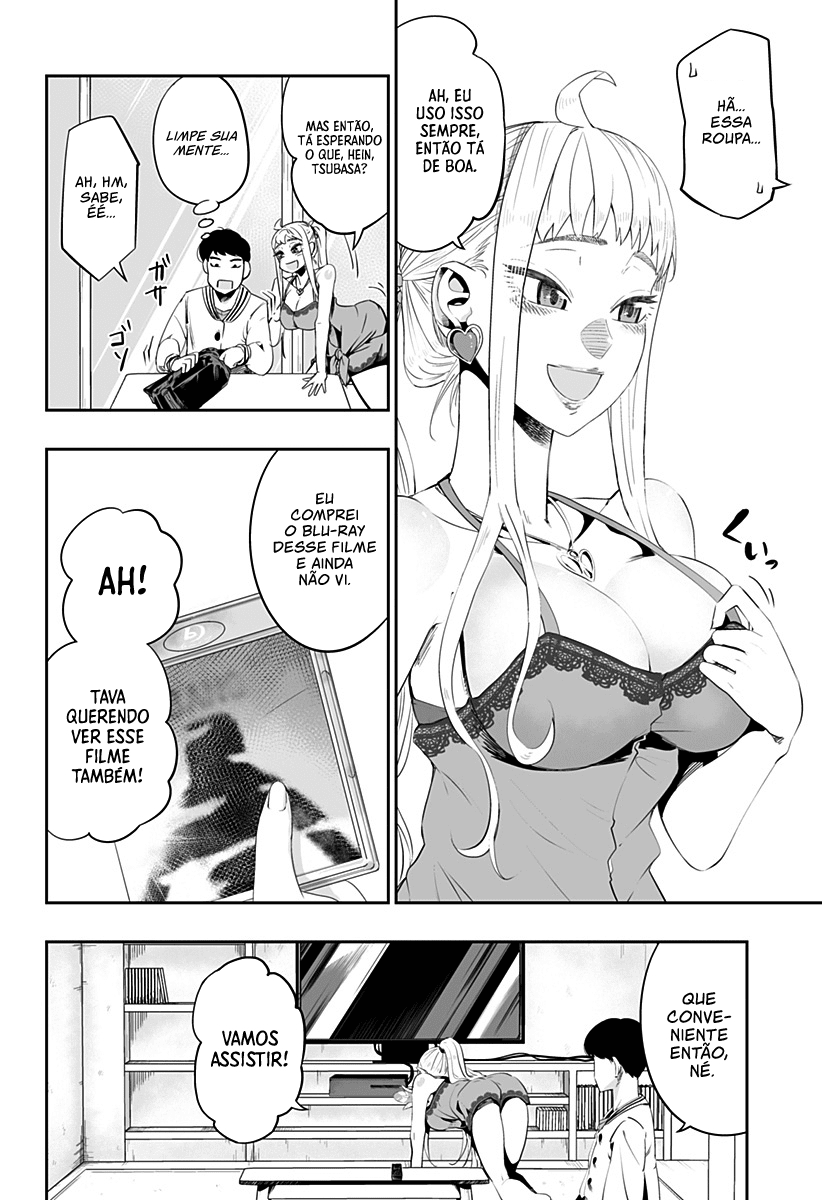 HÃ...
ESSA
ROUPA...
AH, EU
USO ISSO
SEMPRE,
ENTÃO TÁ
DE BOA.
くいっ
MAS ENTÃO,
TÁ ESPERANDO
O QUE, HEIN,
TSUBASA?
LIMPE SUA
MENTE...
AH, HM,
SABE,
ÉÉ...
ガサ
ゴソ
EU
COMPREI
O BLU-RAY
DESSE FILME
E AINDA
NÃO VI.
AH!
TAVA
QUERENDO
VER ESSE
FILME
TAMBÉM!
QUE
CONVE-
NIENTE
ENTÃO,
NÉ.
VAMOS
ASSISTIR!